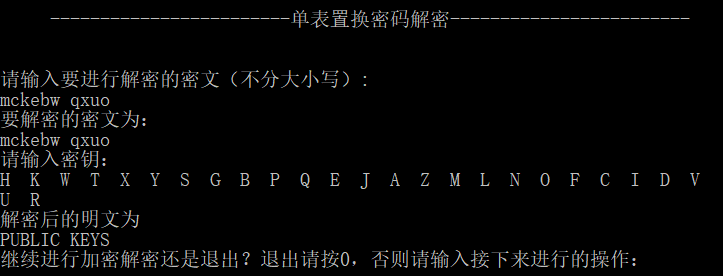 ------------------------单表置换密码解密------------------------
请输入要进行解密的密文（不分大小写）:
mckebw qxuo
要解密的密文为:
mckebw qxuo
请输入密钥:
H K W T X Y S G B P Q E J A Z M L N O F C I D V
U R
解密后的明文为
PUBLIC KEYS
继续进行加密解密还是退出？退出请按0，否则请输入接下来进行的操作: